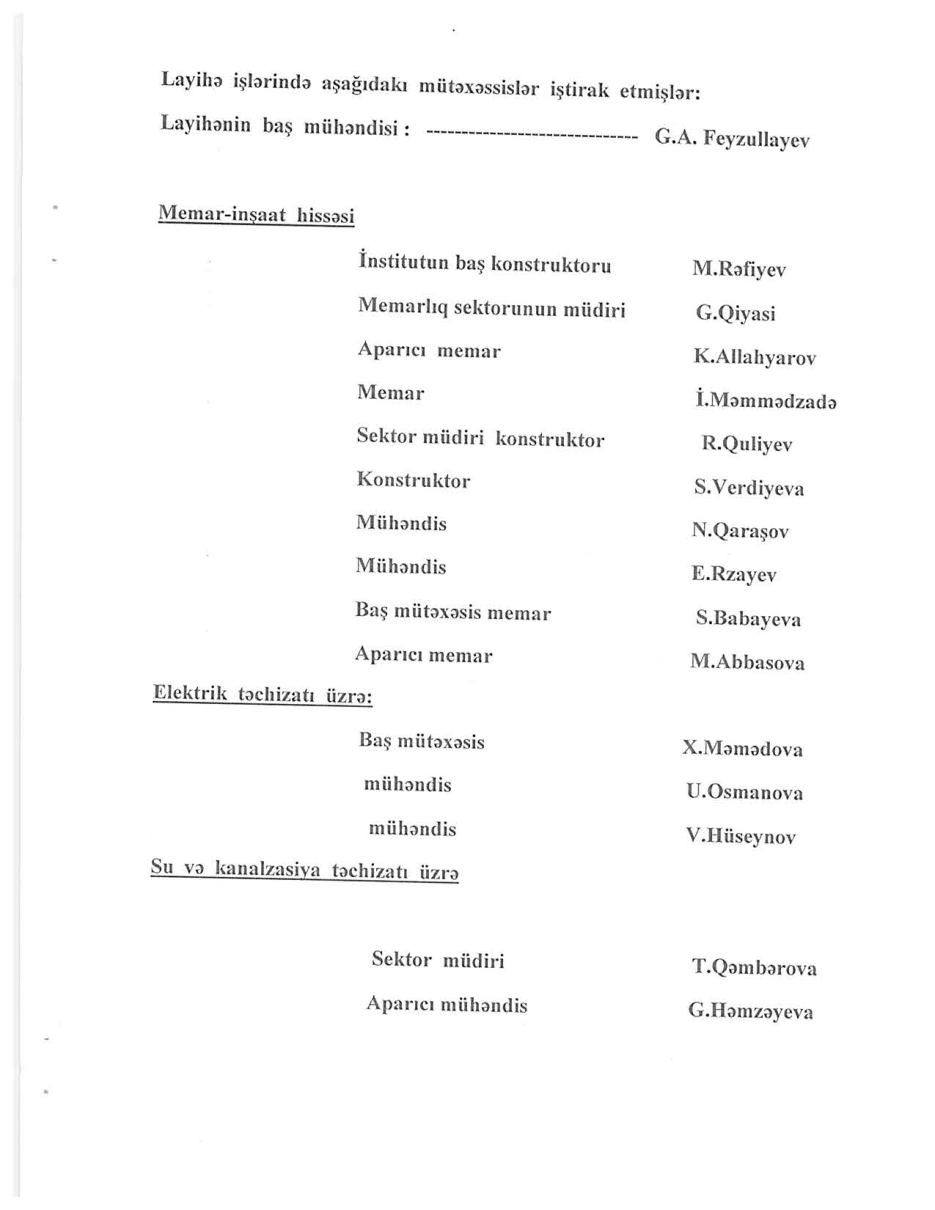 Layihə işlərində aşağıdakı mütəxəssislər iştirak etmişlər:
Layihənin baş mühəndisi : ------------------------------ G.A. Feyzullayev
Memar-inşaat hissəsi
İnstitutun baş konstruktoru M.Rəfiyev
Memarlıq sektorunun müdiri G.Qiyasi
Aparıcı memar K.Allahyarov
Memar İ.Məmmədzadə
Sektor müdiri konstruktor R.Quliyev
Konstruktor S.Verdiyeva
Mühəndis N.Qaraşov
Mühəndis E.Rzayev
Baş mütəxəsis memar S.Babayeva
Aparıcı memar M.Abbasova
Elektrik təchizatı üzrə:
Baş mütəxəsis X.Məmədova
mühəndis U.Osmanova
mühəndis V.Hüseynov
Su və kanalzasiya təchizatı üzrə
Sektor müdiri T.Qəmbərova
Aparıcı mühəndis G.Həmzəyeva